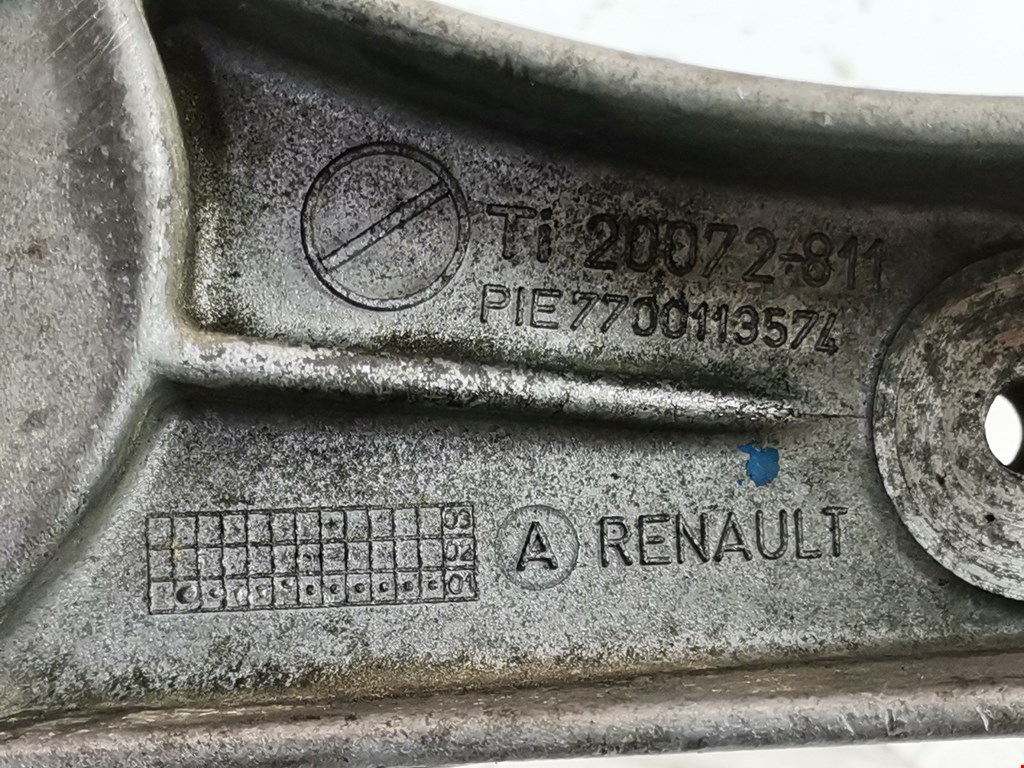 Ti 20072-811
PIE7700113574
03
02
01
A RENAULT